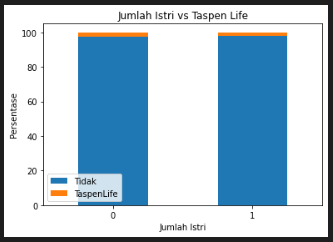 Jumlah Istri vs Taspen Life
100
80
60
40
20
0
Persentase
Tidak
TaspenLife
0
1
Jumlah Istri